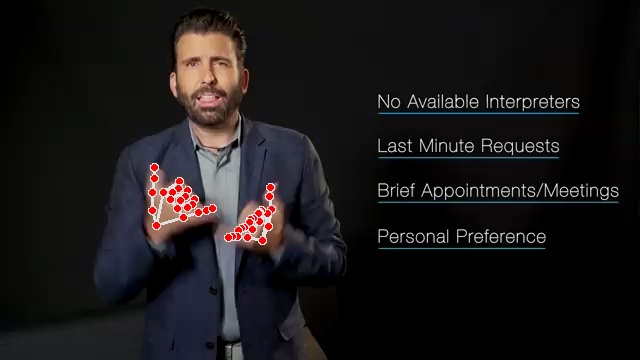 No Available Interpreters
Last Minute Requests
Brief Appointments/Meetings
Personal Preference